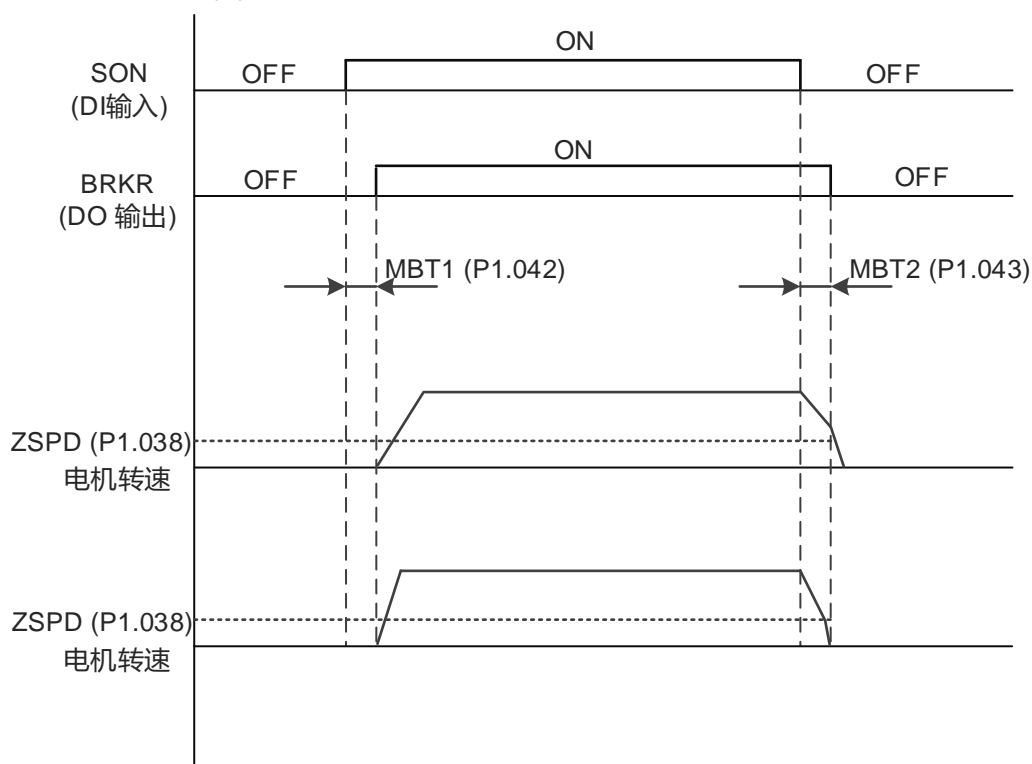 ON
SON OFF OFF
(DI输入)
ON
BRKR OFF OFF
(DO 输出)
MBT1 (P1.042) MBT2 (P1.043)
ZSPD (P1.038)
电机转速
ZSPD (P1.038)
电机转速